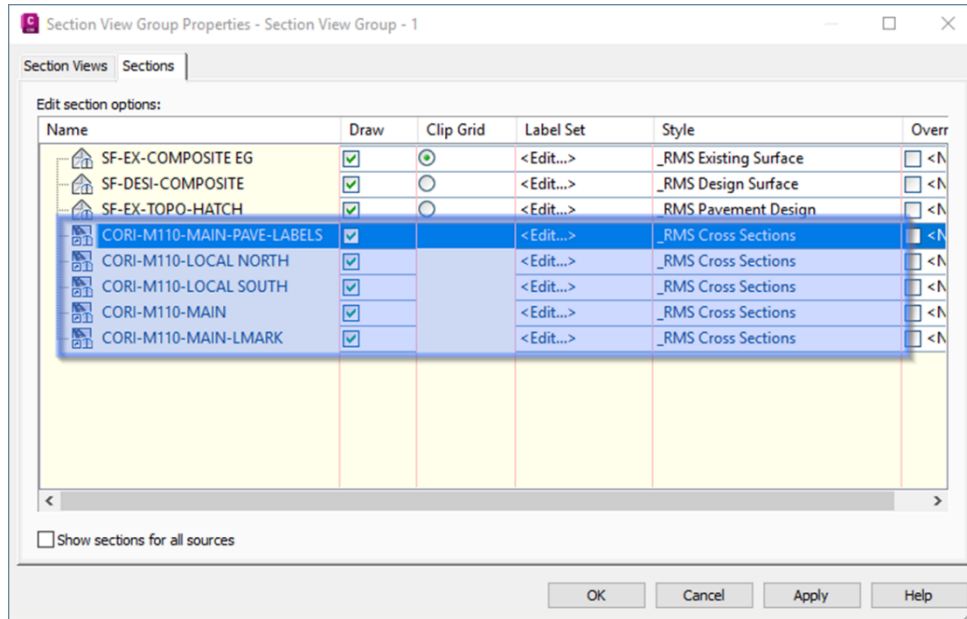 Section View Group Properties - Section View Group - 1
Section Views Sections
Edit section options:
Name Draw Clip Grid Label Set Style Overr
SF-EX-COMPOSITE EG <Edit...> _RMS Existing Surface <N
SF-DESI-COMPOSITE <Edit...> _RMS Design Surface <N
SF-EX-TOPO-HATCH <Edit...> _RMS Pavement Design <N
CORI-M110-MAIN-PAVE-LABELS <Edit...> _RMS Cross Sections <N
CORI-M110-LOCAL NORTH <Edit...> _RMS Cross Sections <N
CORI-M110-LOCAL SOUTH <Edit...> _RMS Cross Sections <N
CORI-M110-MAIN <Edit...> _RMS Cross Sections <N
CORI-M110-MAIN-LMARK <Edit...> _RMS Cross Sections <N
Show sections for all sources
OK Cancel Apply Help